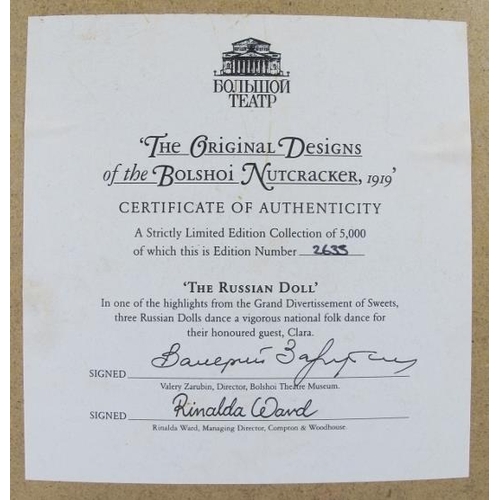 БОЛЬШОЙ
ТЕАТР
'The Original Designs
of the Bolshoi Nutcracker, 1919'
CERTIFICATE OF AUTHENTICITY
A Strictly Limited Edition Collection of 5,000
of which this is Edition Number 2633
'The Russian Doll'
In one of the highlights from the Grand Divertissement of Sweets,
three Russian Dolls dance a vigorous national folk dance for
their honoured guest, Clara.
SIGNED Валерий Зарубин
Valery Zarubin, Director, Bolshoi Theatre Museum.
SIGNED Rinalda Ward
Rinalda Ward, Managing Director, Compton & Woodhouse